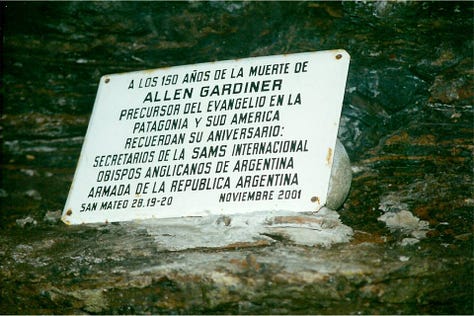 A LOS 150 AÑOS DE LA MUERTE DE
ALLEN GARDINER
PRECURSOR DEL EVANGELIO EN LA
PATAGONIA Y SUD AMERICA
RECUERDAN SU ANIVERSARIO:
SECRETARIOS DE LA SAMS INTERNACIONAL
OBISPOS ANGLICANOS DE ARGENTINA
ARMADA DE LA REPUBLICA ARGENTINA
SAN MATEO 28.19-20 NOVIEMBRE 2001